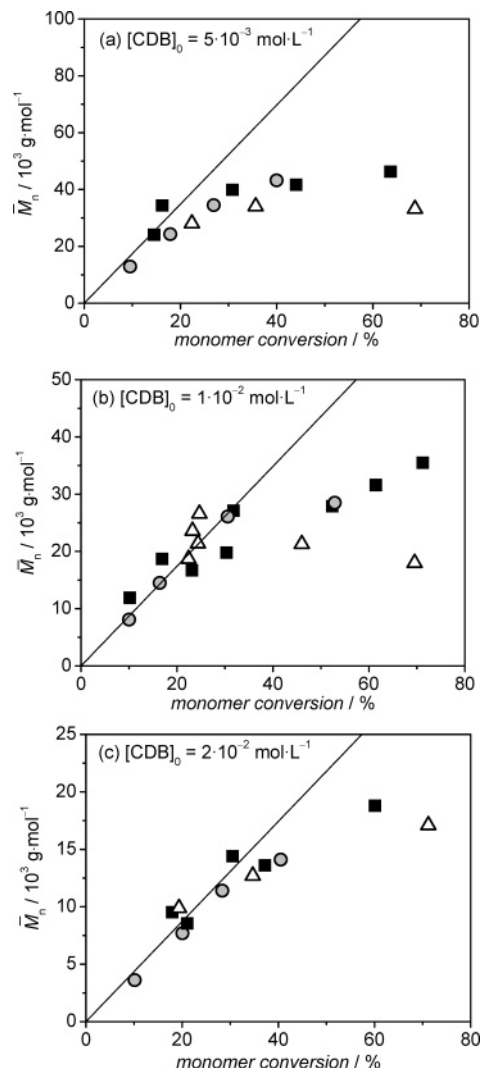 (a) [CDB]₀ = 5·10⁻³ mol·L⁻¹
100
80
60
40
20
0
M̅ₙ / 10³ g·mol⁻¹
0 20 40 60 80
monomer conversion / %
(b) [CDB]₀ = 1·10⁻² mol·L⁻¹
50
40
30
20
10
0
M̅ₙ / 10³ g·mol⁻¹
0 20 40 60 80
monomer conversion / %
(c) [CDB]₀ = 2·10⁻² mol·L⁻¹
25
20
15
10
5
0
M̅ₙ / 10³ g·mol⁻¹
0 20 40 60 80
monomer conversion / %